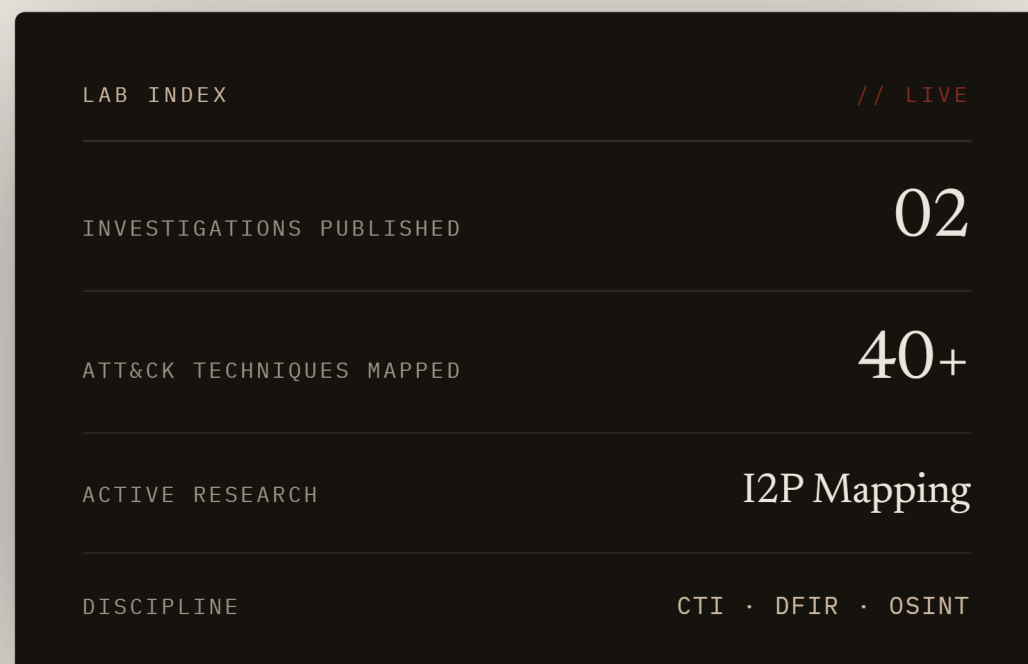 LAB INDEX // LIVE
INVESTIGATIONS PUBLISHED 02
ATT&CK TECHNIQUES MAPPED 40+
ACTIVE RESEARCH I2P Mapping
DISCIPLINE CTI · DFIR · OSINT